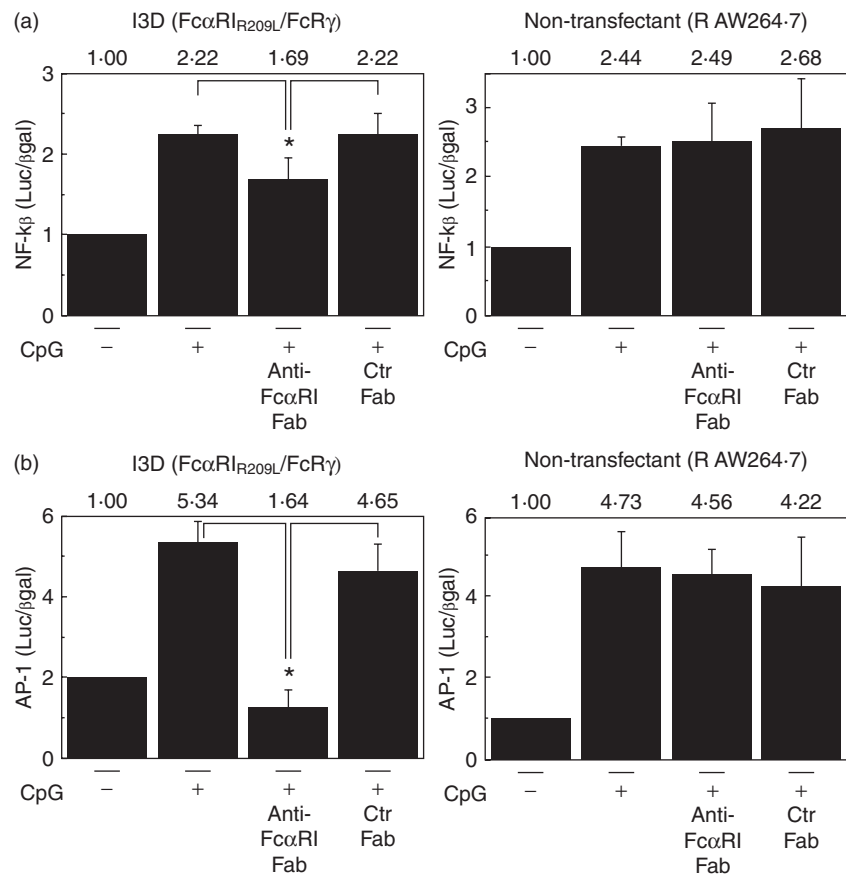 (a)
I3D (FcαRI_R209L/FcRγ)
1·00 2·22 1·69 2·22
NF-kβ (Luc/βgal)
3
2
1
0
*
CpG
– + + +
Anti- Ctr
FcαRI Fab
Fab
Non-transfectant (R AW264·7)
1·00 2·44 2·49 2·68
NF-kβ (Luc/βgal)
3
2
1
0
– + + +
Anti- Ctr
FcαRI Fab
Fab
(b)
I3D (FcαRI_R209L/FcRγ)
1·00 5·34 1·64 4·65
AP-1 (Luc/βgal)
6
4
2
0
*
CpG
– + + +
Anti- Ctr
FcαRI Fab
Fab
Non-transfectant (R AW264·7)
1·00 4·73 4·56 4·22
AP-1 (Luc/βgal)
6
4
2
1
0
CpG
– + + +
Anti- Ctr
FcαRI Fab
Fab